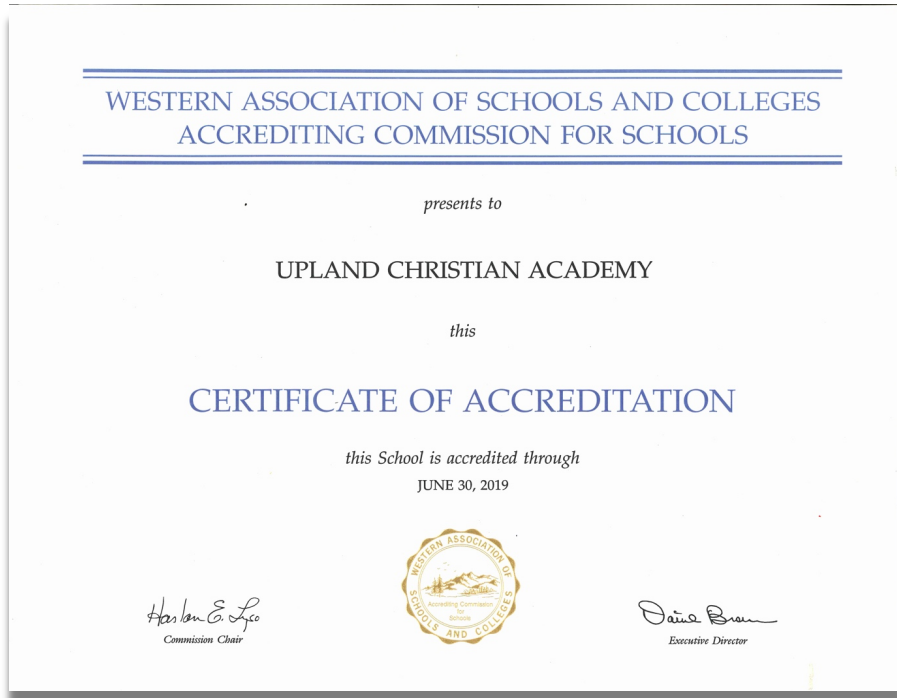 WESTERN ASSOCIATION OF SCHOOLS AND COLLEGES
ACCREDITING COMMISSION FOR SCHOOLS
presents to
UPLAND CHRISTIAN ACADEMY
this
CERTIFICATE OF ACCREDITATION
this School is accredited through
JUNE 30, 2019
WESTERN ASSOCIATION OF
SCHOOLS AND COLLEGES
Accrediting Commission
for
Schools
Harlan E. Lyso
Commission Chair
Executive Director